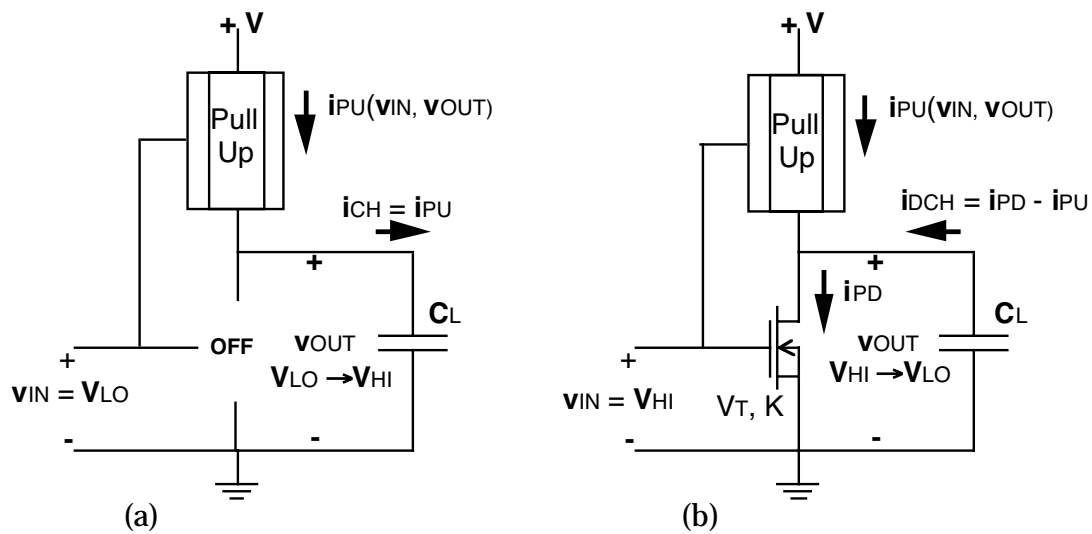 + V
Pull
Up
iPU(vIN, vOUT)
iCH = iPU
+
OFF
+
vOUT
VLO → VHI
CL
vIN = VLO
-
-
(a)
+ V
Pull
Up
iPU(vIN, vOUT)
iDCH = iPD - iPU
+
iPD
CL
+
vOUT
VHI → VLO
vIN = VHI
VT, K
-
-
(b)